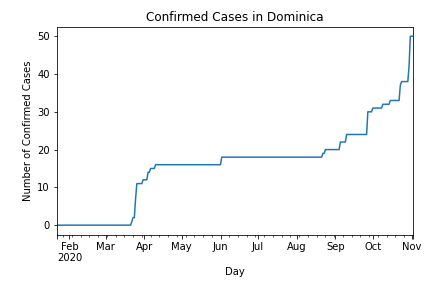 Confirmed Cases in Dominica
Number of Confirmed Cases
50
40
30
20
10
0
Feb Mar Apr May Jun Jul Aug Sep Oct Nov
2020
Day